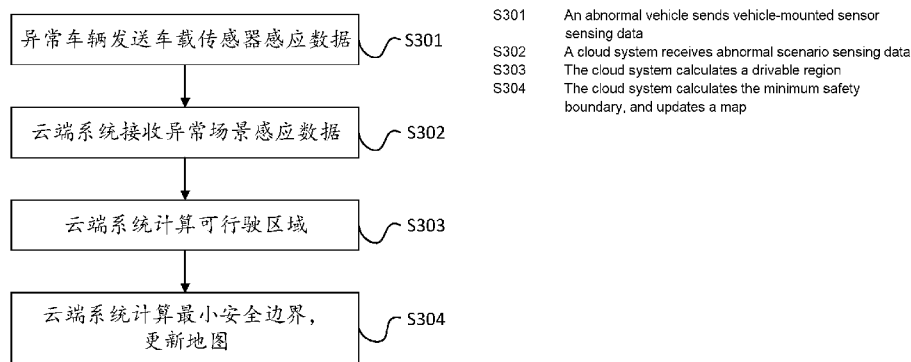 异常车辆发送车载传感器感应数据
S301
云端系统接收异常场景感应数据
S302
云端系统计算可行驶区域
S303
云端系统计算最小安全边界，
更新地图
S304
S301 An abnormal vehicle sends vehicle-mounted sensor
sensing data
S302 A cloud system receives abnormal scenario sensing data
S303 The cloud system calculates a drivable region
S304 The cloud system calculates the minimum safety
boundary, and updates a map